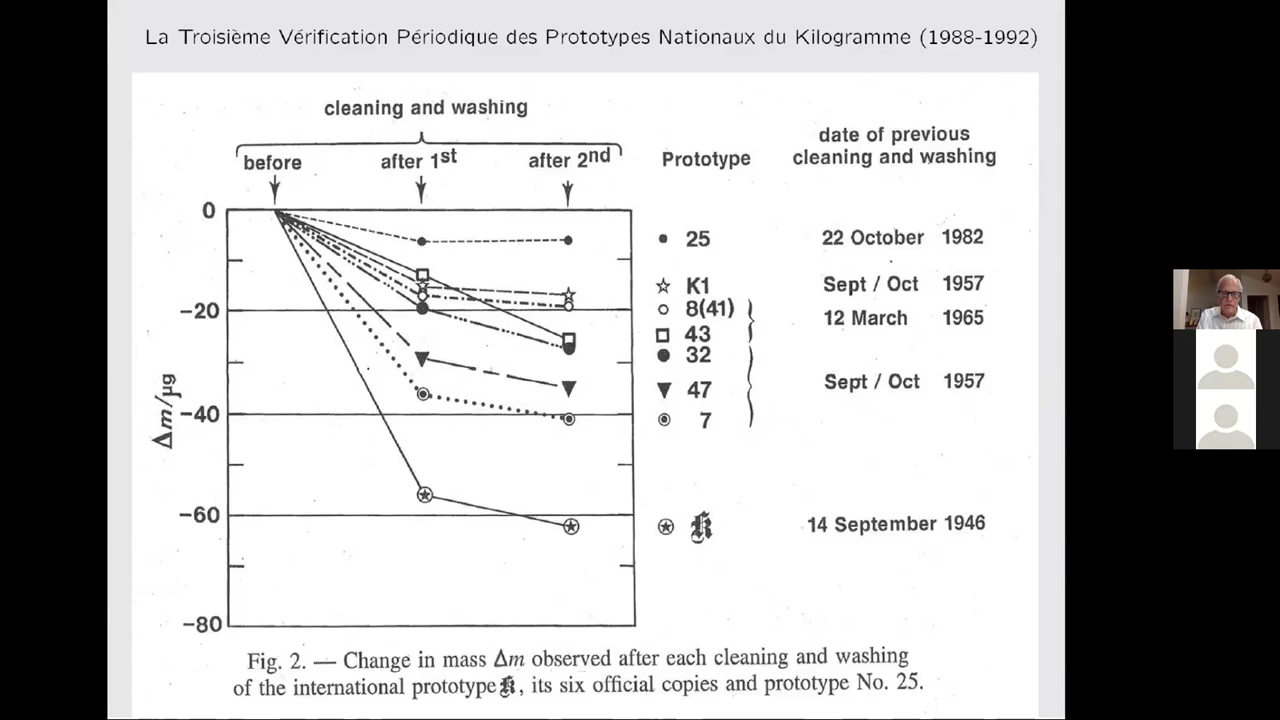 La Troisième Vérification Périodique des Prototypes Nationaux du Kilogramme (1988-1992)
cleaning and washing
before after 1st after 2nd
Prototype
date of previous
cleaning and washing
0
−20
−40
−60
−80
Δm/µg
25 22 October 1982
K1 Sept / Oct 1957
8(41)
43
12 March 1965
32
47
7
Sept / Oct 1957
𝕶 14 September 1946
Fig. 2. — Change in mass Δm observed after each cleaning and washing
of the international prototype 𝕶, its six official copies and prototype No. 25.